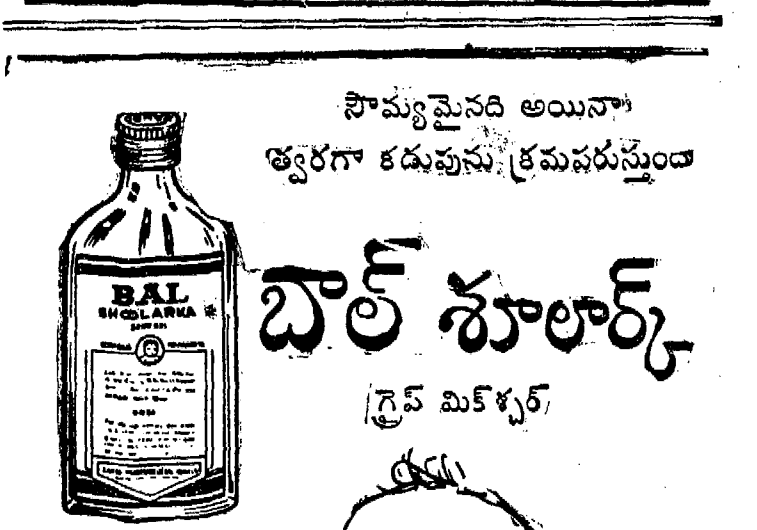 సౌమ్యమైనది అయినా
త్వరగా కడుపును క్రమపరుస్తుంది
బాల్ శూలార్క్
గ్రైప్ మిక్శ్చర్
BAL
SHOOLARKA